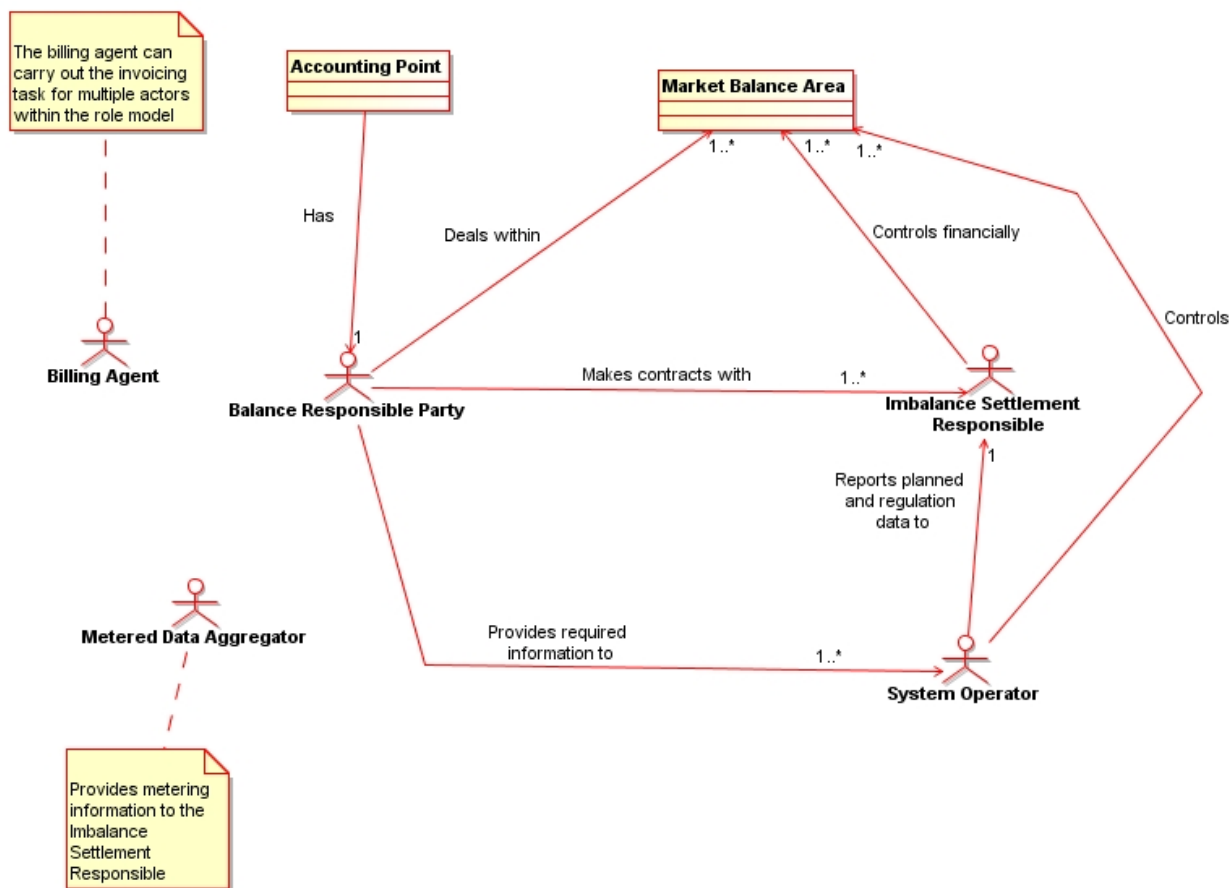 The billing agent can
carry out the invoicing
task for multiple actors
within the role model
Accounting Point
Market Balance Area
1..*
1..*
1..*
Has
Deals within
Controls financially
Controls
1
Billing Agent
Balance Responsible Party
Makes contracts with
1..*
Imbalance Settlement
Responsible
1
Reports planned
and regulation
data to
Metered Data Aggregator
Provides required
information to
1..*
System Operator
Provides metering
information to the
Imbalance
Settlement
Responsible